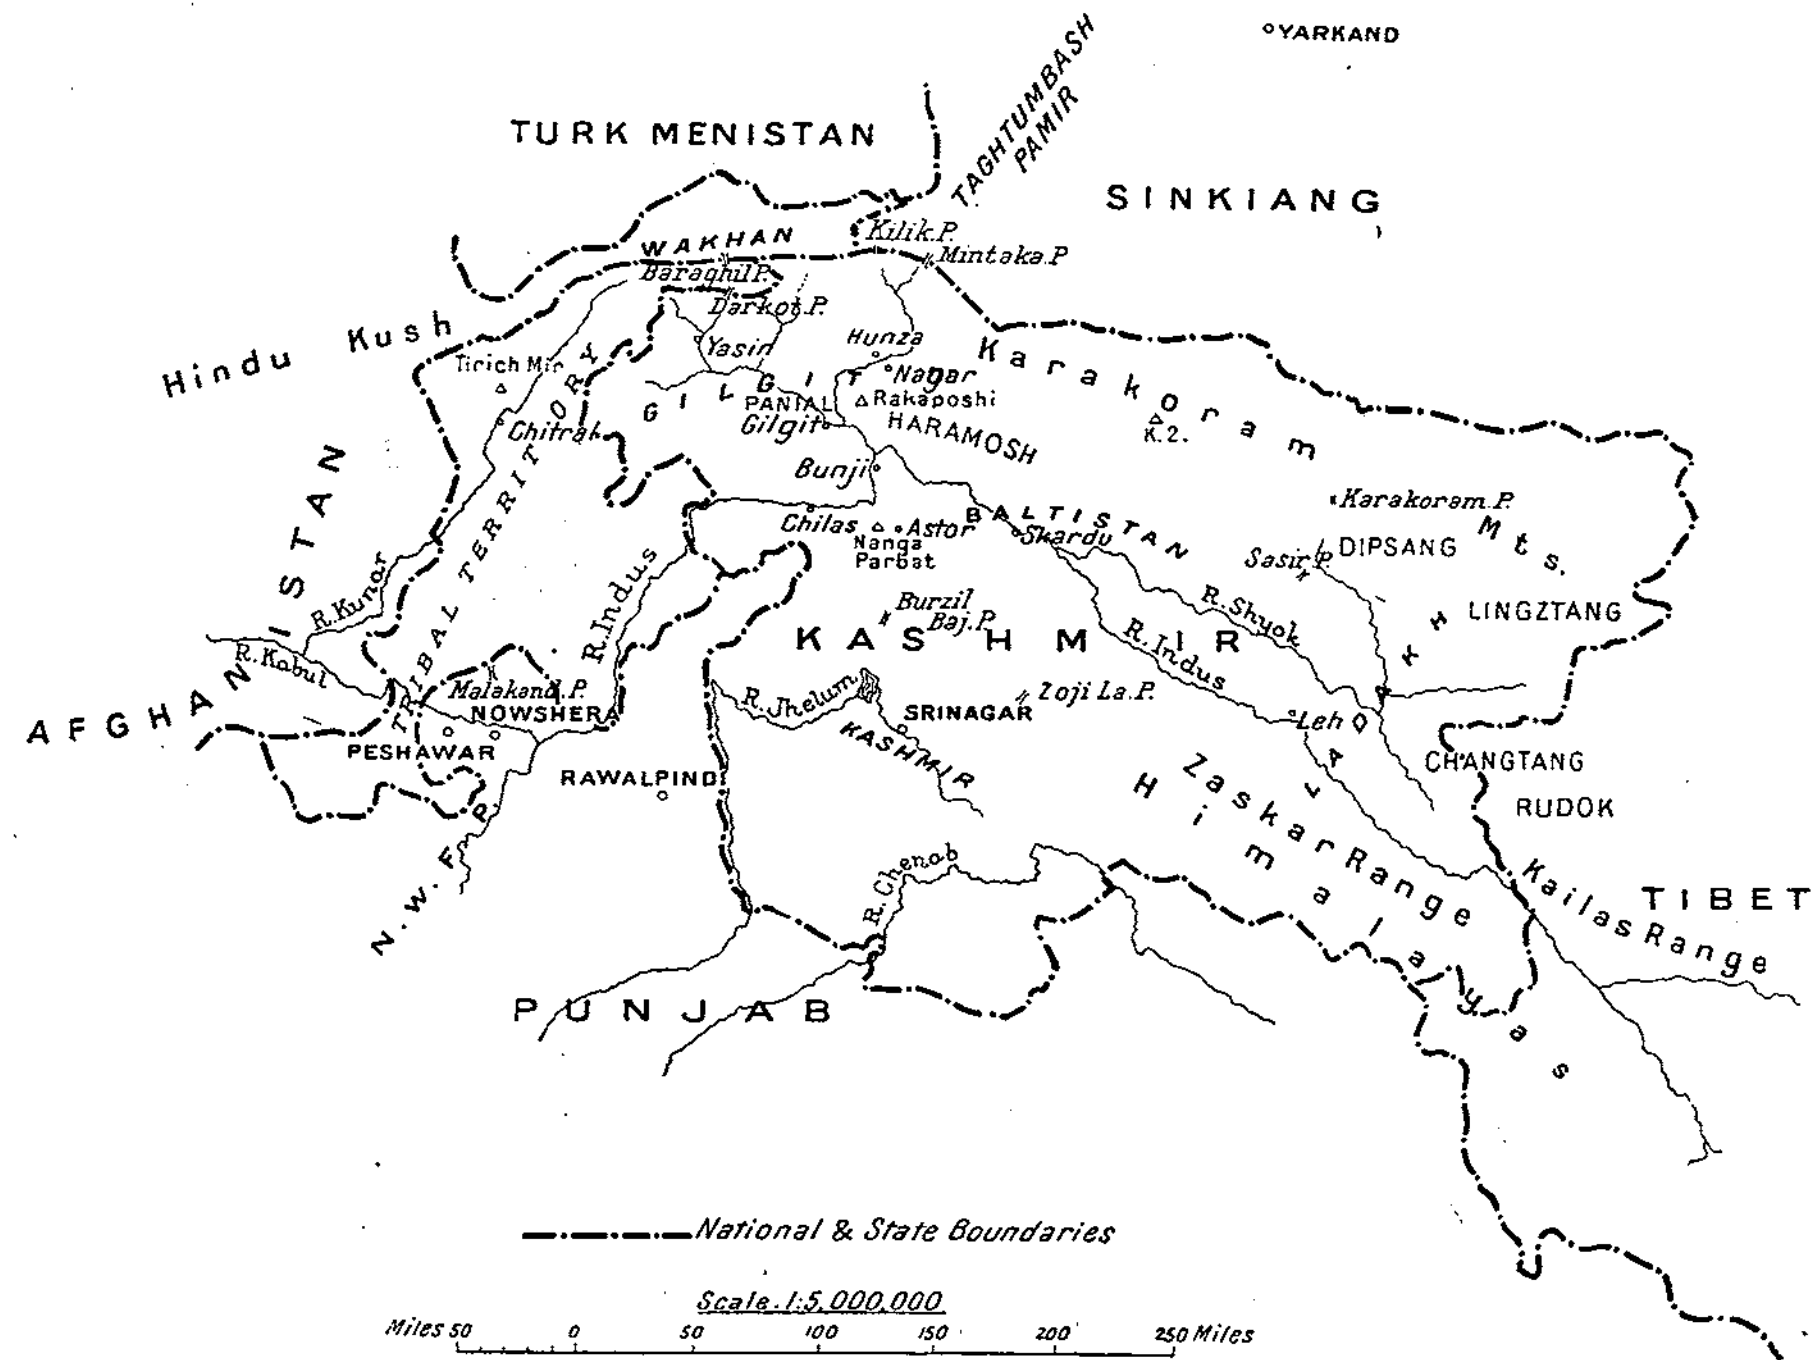 YARKAND
TAGHTUMBASH
PAMIR
TURK MENISTAN
SINKIANG
WAKHAN
Kilik.P.
Mintaka.P
Baraghil P.
Darkot.P.
Hindu Kush
Tirich Mir
Yasin
Hunza
Nagar
Karakoram Mts.
GILGIT
PANIAL
Rakaposhi
K.2.
Chitral
Gilgit
HARAMOSH
Bunji
TRIBAL TERRITORY
Karakoram.P.
Chilas
Astor
BALTISTAN
Skardu
Nanga
Parbat
DIPSANG
Sasir P.
R.Kunar
R.Indus
Burzil
Baj.P.
R.Shyok
LINGZTANG
KASHMIR
R.Indus
AFGHANISTAN
R.Kabul
Malakand.P.
NOWSHERA
R.Jhelum
Zoji La.P.
SRINAGAR
Leh
LADAKH
PESHAWAR
KASHMIR
CHANGTANG
RAWALPINDI
Zaskar Range
RUDOK
Himalayas
N.W.F.P.
R.Chenab
Kailas Range
TIBET
PUNJAB
National & State Boundaries
Scale.1:5,000,000
Miles 50 0 50 100 150 200 250 Miles